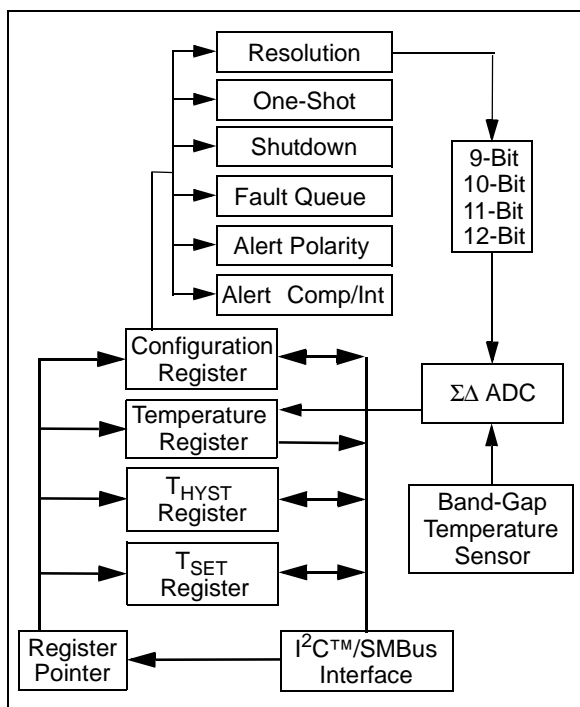 Resolution
One-Shot
Shutdown
Fault Queue
Alert Polarity
Alert Comp/Int
9-Bit
10-Bit
11-Bit
12-Bit
Configuration
Register
ΣΔ ADC
Temperature
Register
THYST
Register
Band-Gap
Temperature
Sensor
TSET
Register
Register
Pointer
I²C™/SMBus
Interface